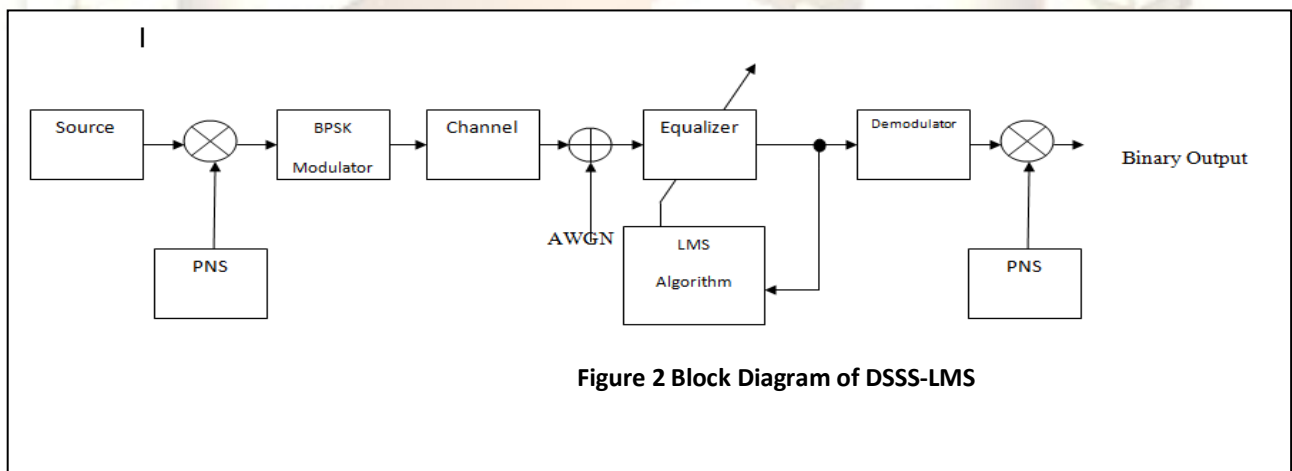 Source
BPSK
Modulator
Channel
Equalizer
Demodulator
Binary Output
AWGN
LMS
Algorithm
PNS
PNS
Figure 2 Block Diagram of DSSS-LMS